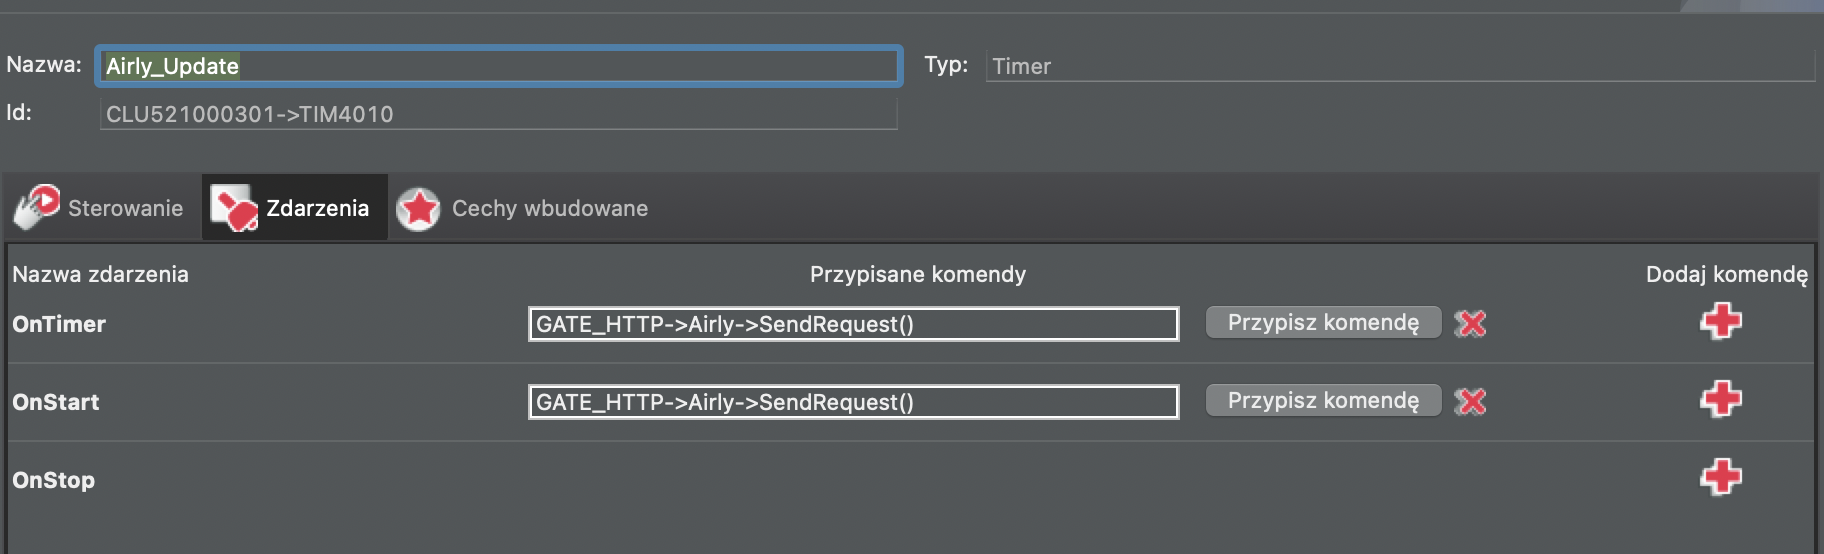 Nazwa: Airly_Update Typ: Timer
Id: CLU521000301->TIM4010
Sterowanie Zdarzenia Cechy wbudowane
Nazwa zdarzenia Przypisane komendy Dodaj komendę
OnTimer GATE_HTTP->Airly->SendRequest() Przypisz komendę
OnStart GATE_HTTP->Airly->SendRequest() Przypisz komendę
OnStop